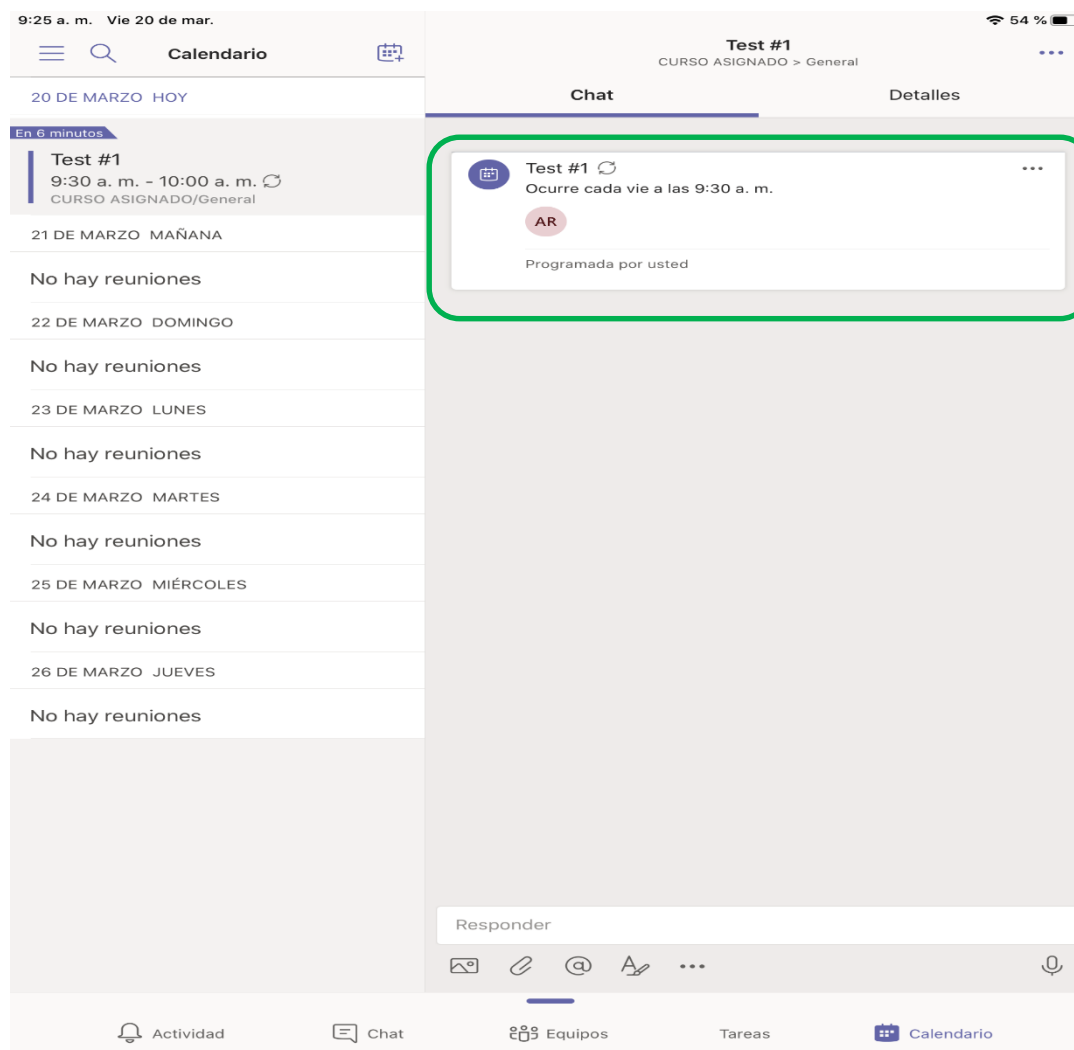 9:25 a. m. Vie 20 de mar.
54 %
Calendario
20 DE MARZO HOY
En 6 minutos
Test #1
9:30 a. m. - 10:00 a. m.
CURSO ASIGNADO/General
21 DE MARZO MAÑANA
No hay reuniones
22 DE MARZO DOMINGO
No hay reuniones
23 DE MARZO LUNES
No hay reuniones
24 DE MARZO MARTES
No hay reuniones
25 DE MARZO MIÉRCOLES
No hay reuniones
26 DE MARZO JUEVES
No hay reuniones
Test #1
CURSO ASIGNADO > General
Chat
Detalles
Test #1
Ocurre cada vie a las 9:30 a. m.
AR
Programada por usted
Responder
Actividad
Chat
Equipos
Tareas
Calendario